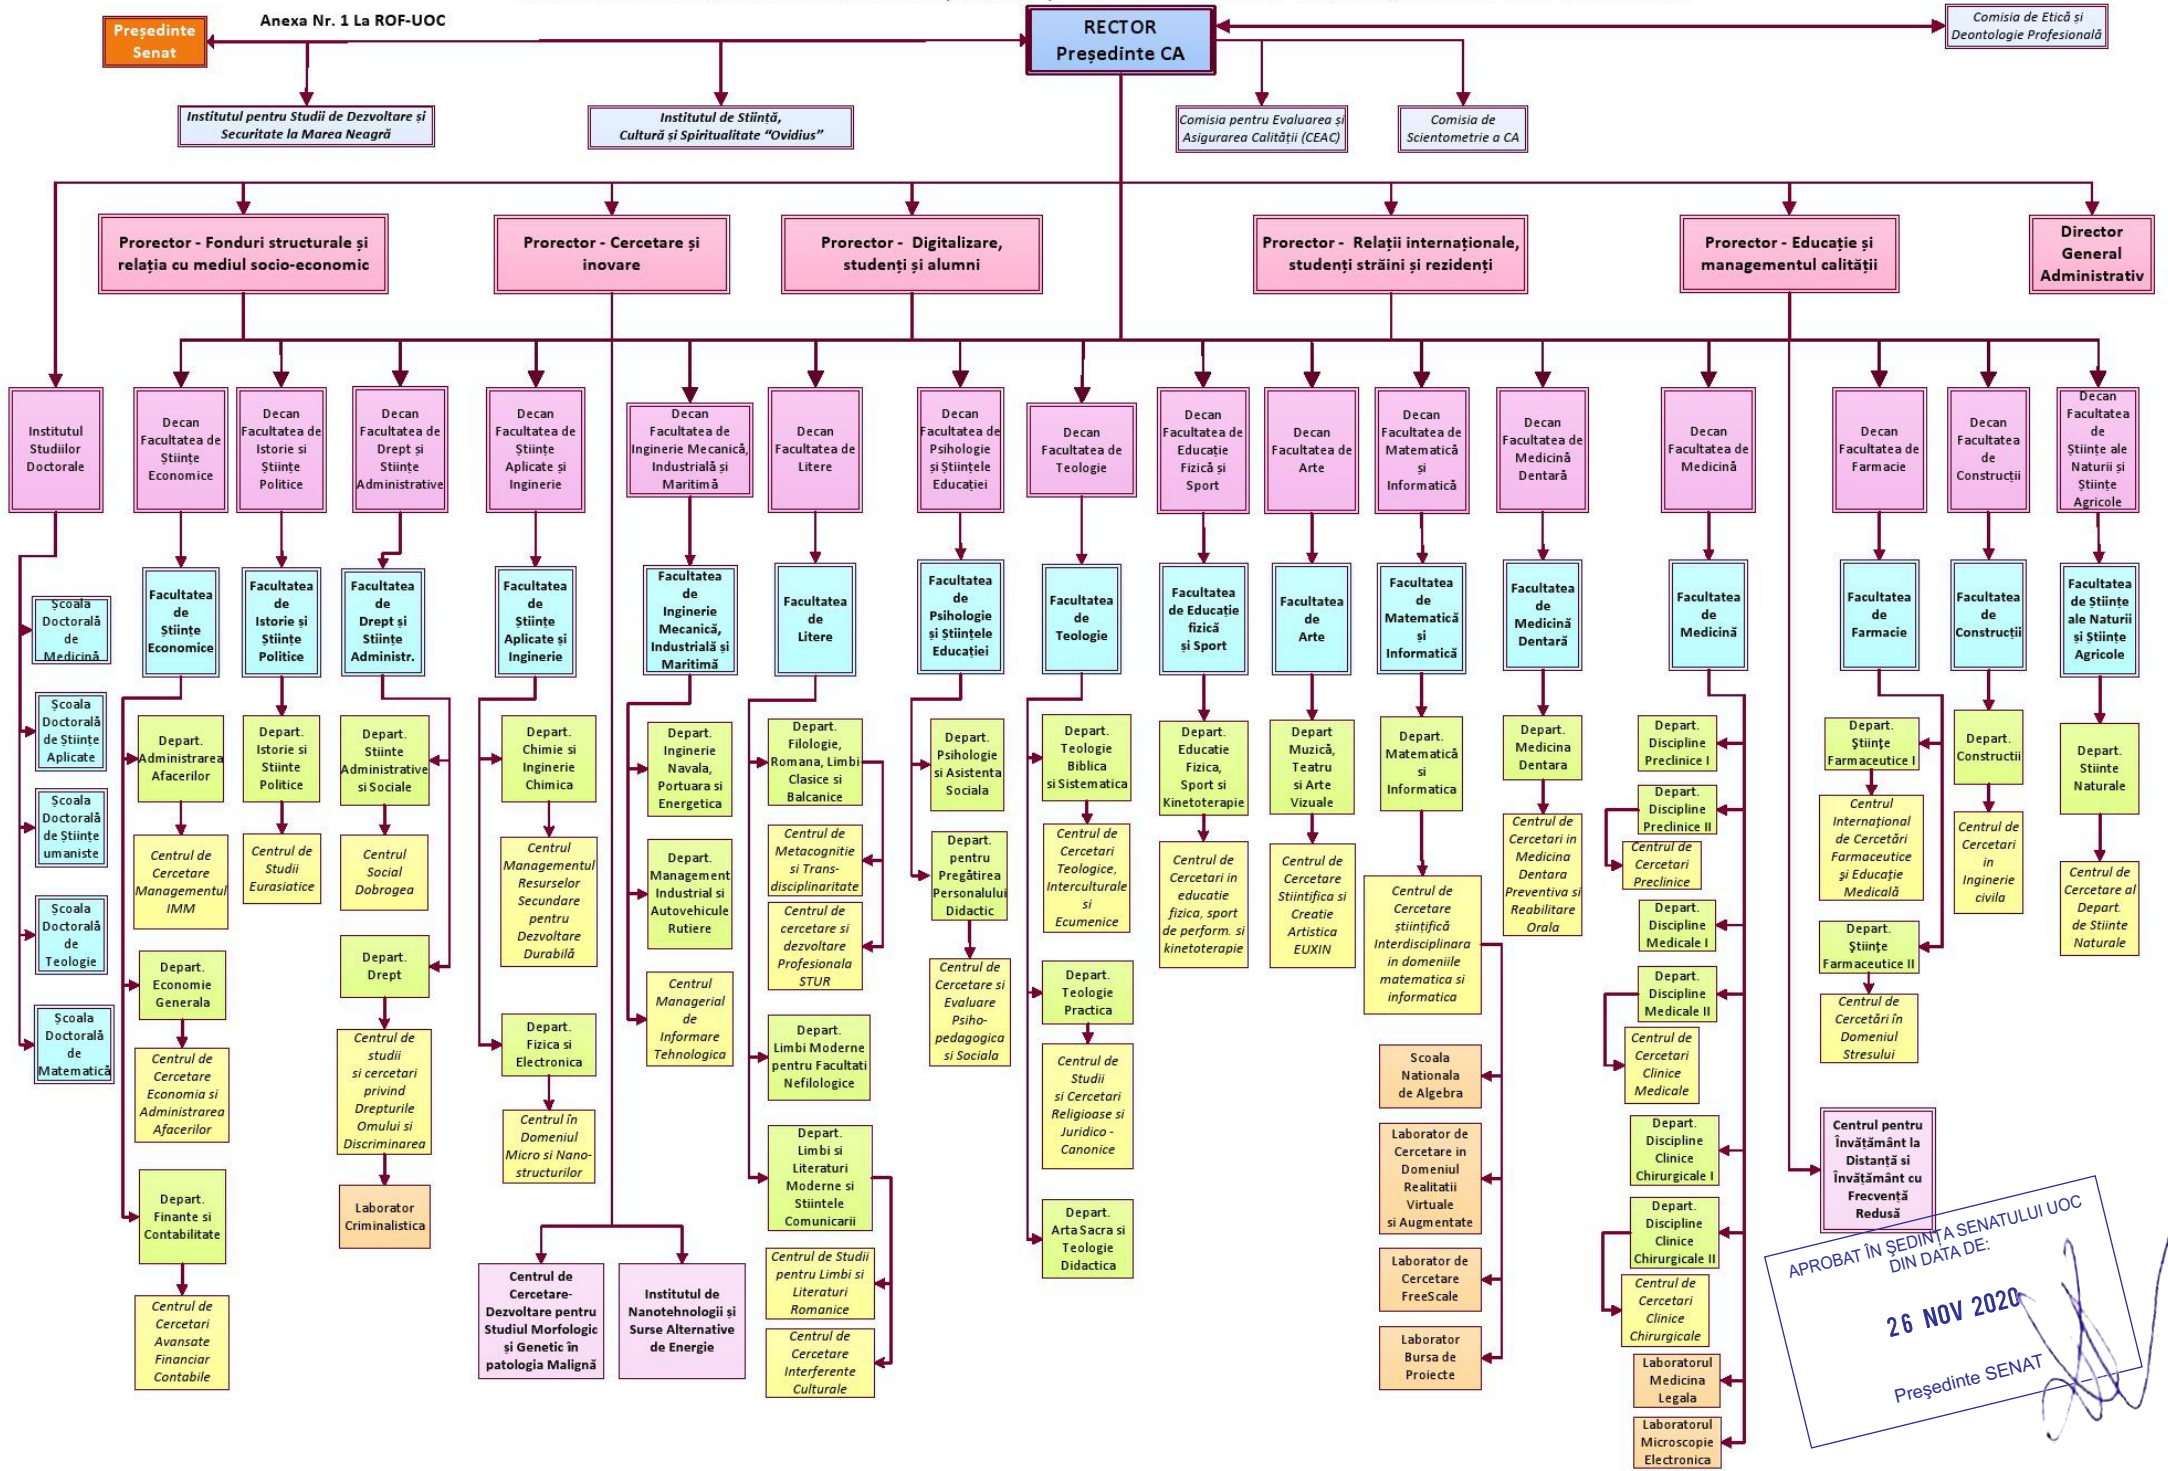 Anexa Nr. 1 La ROF-UOC
Președinte
Senat
RECTOR
Președinte CA
Comisia de Etică și
Deontologie Profesională
Institutul pentru Studii de Dezvoltare și
Securitate la Marea Neagră
Institutul de Stiință,
Cultură și Spiritualitate "Ovidius"
Comisia pentru Evaluarea și
Asigurarea Calității (CEAC)
Comisia de
Scientometrie a CA
Prorector - Fonduri structurale și
relația cu mediul socio-economic
Prorector - Cercetare și
inovare
Prorector - Digitalizare,
studenți și alumni
Prorector - Relații internaționale,
studenți străini și rezidenți
Prorector - Educație și
managementul calității
Director
General
Administrativ
Institutul
Studiilor
Doctorale
Decan
Facultatea de
Științe
Economice
Decan
Facultatea de
Istorie si
Științe
Politice
Decan
Facultatea de
Drept și
Științe
Administrative
Decan
Facultatea de
Științe
Aplicate și
Inginerie
Decan
Facultatea de
Inginerie Mecanică,
Industrială și
Maritimă
Decan
Facultatea de
Litere
Decan
Facultatea de
Psihologie
și Științele
Educației
Decan
Facultatea de
Teologie
Decan
Facultatea de
Educație
Fizică și
Sport
Decan
Facultatea de
Arte
Decan
Facultatea de
Matematică
și
Informatică
Decan
Facultatea de
Medicină
Dentară
Decan
Facultatea de
Medicină
Decan
Facultatea de
Farmacie
Decan
Facultatea
de
Construcții
Decan
Facultatea
de
Științe ale
Naturii și
Științe
Agricole
Școala
Doctorală
de
Medicină
Școala
Doctorală
de Științe
Aplicate
Școala
Doctorală
de Științe
umaniste
Școala
Doctorală
de
Teologie
Școala
Doctorală
de
Matematică
Facultatea
de
Științe
Economice
Depart.
Administrarea
Afacerilor
Centrul de
Cercetare
Managementul
IMM
Depart.
Economie
Generala
Centrul de
Cercetare
Economia si
Administrarea
Afacerilor
Depart.
Finante si
Contabilitate
Centrul de
Cercetari
Avansate
Financiar
Contabile
Facultatea
de
Istorie și
Științe
Politice
Depart.
Istorie si
Stiinte
Politice
Centrul de
Studii
Eurasiatice
Facultatea
de
Drept și
Științe
Administr.
Depart.
Stiinte
Administrative
si Sociale
Centrul
Social
Dobrogea
Depart.
Drept
Centrul de
studii
si cercetari
privind
Drepturile
Omului si
Discriminarea
Laborator
Criminalistica
Facultatea
de
Științe
Aplicate și
Inginerie
Depart.
Chimie si
Inginerie
Chimica
Centrul
Managementul
Resurselor
Secundare
pentru
Dezvoltare
Durabilă
Depart.
Fizica si
Electronica
Centrul în
Domeniul
Micro si Nano-
structurilor
Centrul de
Cercetare-
Dezvoltare pentru
Studiul Morfologic
și Genetic în
patologia Malignă
Institutul de
Nanotehnologii și
Surse Alternative
de Energie
Facultatea
de
Inginerie
Mecanică,
Industrială și
Maritimă
Depart.
Inginerie
Navala,
Portuara si
Energetica
Depart.
Management
Industrial si
Autovehicule
Rutiere
Centrul
Managerial
de
Informare
Tehnologica
Facultatea
de
Litere
Depart.
Filologie,
Romana, Limbi
Clasice si
Balcanice
Centrul de
Metacognitie
si Trans-
disciplinaritate
Centrul de
cercetare si
dezvoltare
Profesionala
STUR
Depart.
Limbi Moderne
pentru Facultati
Nefilologice
Depart.
Limbi si
Literaturi
Moderne si
Stiintele
Comunicarii
Centrul de Studii
pentru Limbi si
Literaturi
Romanice
Centrul de
Cercetare
Interferente
Culturale
Facultatea
de
Psihologie
și Științele
Educației
Depart.
Psihologie
si Asistenta
Sociala
Depart.
pentru
Pregătirea
Personalului
Didactic
Centrul de
Cercetare si
Evaluare
Psiho-
pedagogica
si Sociala
Facultatea
de
Teologie
Depart.
Teologie
Biblica
si Sistematica
Centrul de
Cercetari
Teologice,
Interculturale
si
Ecumenice
Depart.
Teologie
Practica
Centrul de
Studii
si Cercetari
Religioase si
Juridico -
Canonice
Depart.
Arta Sacra si
Teologie
Didactica
Facultatea
de Educație
fizică
și Sport
Depart.
Educatie
Fizica,
Sport si
Kinetoterapie
Centrul de
Cercetari in
educatie
fizica, sport
de perform. si
kinetoterapie
Facultatea
de
Arte
Depart
Muzică,
Teatru
si Arte
Vizuale
Centrul de
Cercetare
Stiintifica si
Creatie
Artistica
EUXIN
Facultatea
de
Matematică
și
Informatică
Depart.
Matematică
si
Informatica
Centrul de
Cercetare
științifică
Interdisciplinara
in domeniile
matematica si
informatica
Scoala
Nationala
de Algebra
Laborator de
Cercetare in
Domeniul
Realitatii
Virtuale
si Augmentate
Laborator de
Cercetare
FreeScale
Laborator
Bursa de
Proiecte
Facultatea
de
Medicină
Dentară
Depart.
Medicina
Dentara
Centrul de
Cercetari in
Medicina
Dentara
Preventiva si
Reabilitare
Orala
Facultatea
de
Medicină
Depart.
Discipline
Preclinice I
Depart.
Discipline
Preclinice II
Centrul de
Cercetari
Preclinice
Depart.
Discipline
Medicale I
Depart.
Discipline
Medicale II
Centrul de
Cercetari
Clinice
Medicale
Depart.
Discipline
Clinice
Chirurgicale I
Depart.
Discipline
Clinice
Chirurgicale II
Centrul de
Cercetari
Clinice
Chirurgicale
Laboratorul
Medicina
Legala
Laboratorul
Microscopie
Electronica
Facultatea
de
Farmacie
Depart.
Ştiinţe
Farmaceutice I
Centrul
Internaţional
de Cercetări
Farmaceutice
şi Educaţie
Medicală
Depart.
Ştiinţe
Farmaceutice II
Centrul de
Cercetări în
Domeniul
Stresului
Centrul pentru
Învățământ la
Distanță si
Învățământ cu
Frecvență
Redusă
Facultatea
de
Construcții
Depart.
Constructii
Centrul de
Cercetari
in
Inginerie
civila
Facultatea
de Științe
ale Naturii
și Științe
Agricole
Depart.
Stiinte
Naturale
Centrul de
Cercetare al
Depart.
de Stiinte
Naturale
APROBAT ÎN ŞEDINŢA SENATULUI UOC
DIN DATA DE:
26 NOV 2020
Preşedinte SENAT